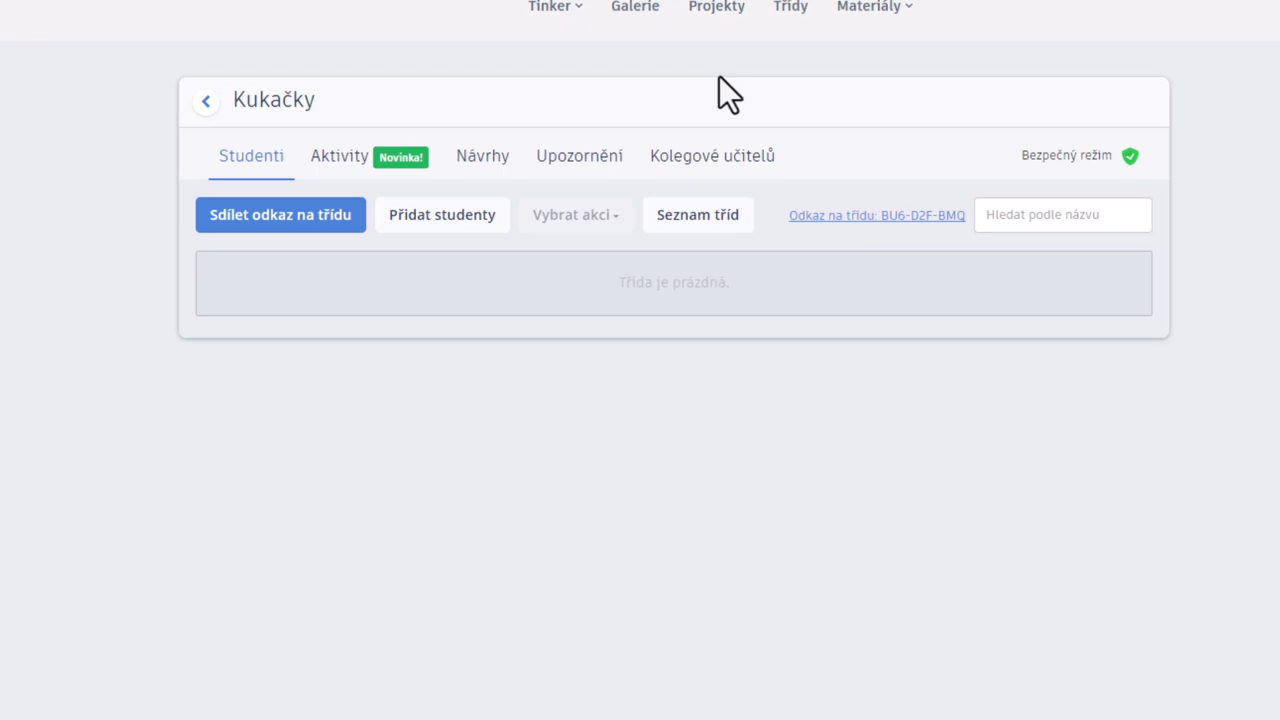 Tinker Galerie Projekty Třídy Materiály
Kukačky
Studenti Aktivity Novinka! Návrhy Upozornění Kolegové učitelů Bezpečný režim
Sdílet odkaz na třídu Přidat studenty Vybrat akci Seznam tříd Odkaz na třídu: BU6-D2F-BMQ Hledat podle názvu
Třída je prázdná.